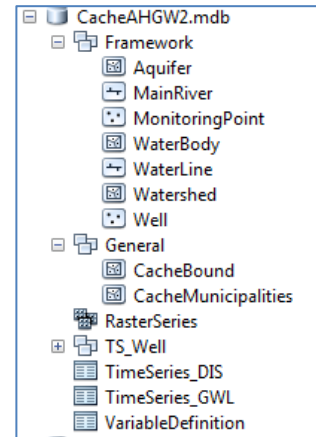 CacheAHGW2.mdb
Framework
Aquifer
MainRiver
MonitoringPoint
WaterBody
WaterLine
Watershed
Well
General
CacheBound
CacheMunicipalities
RasterSeries
TS_Well
TimeSeries_DIS
TimeSeries_GWL
VariableDefinition